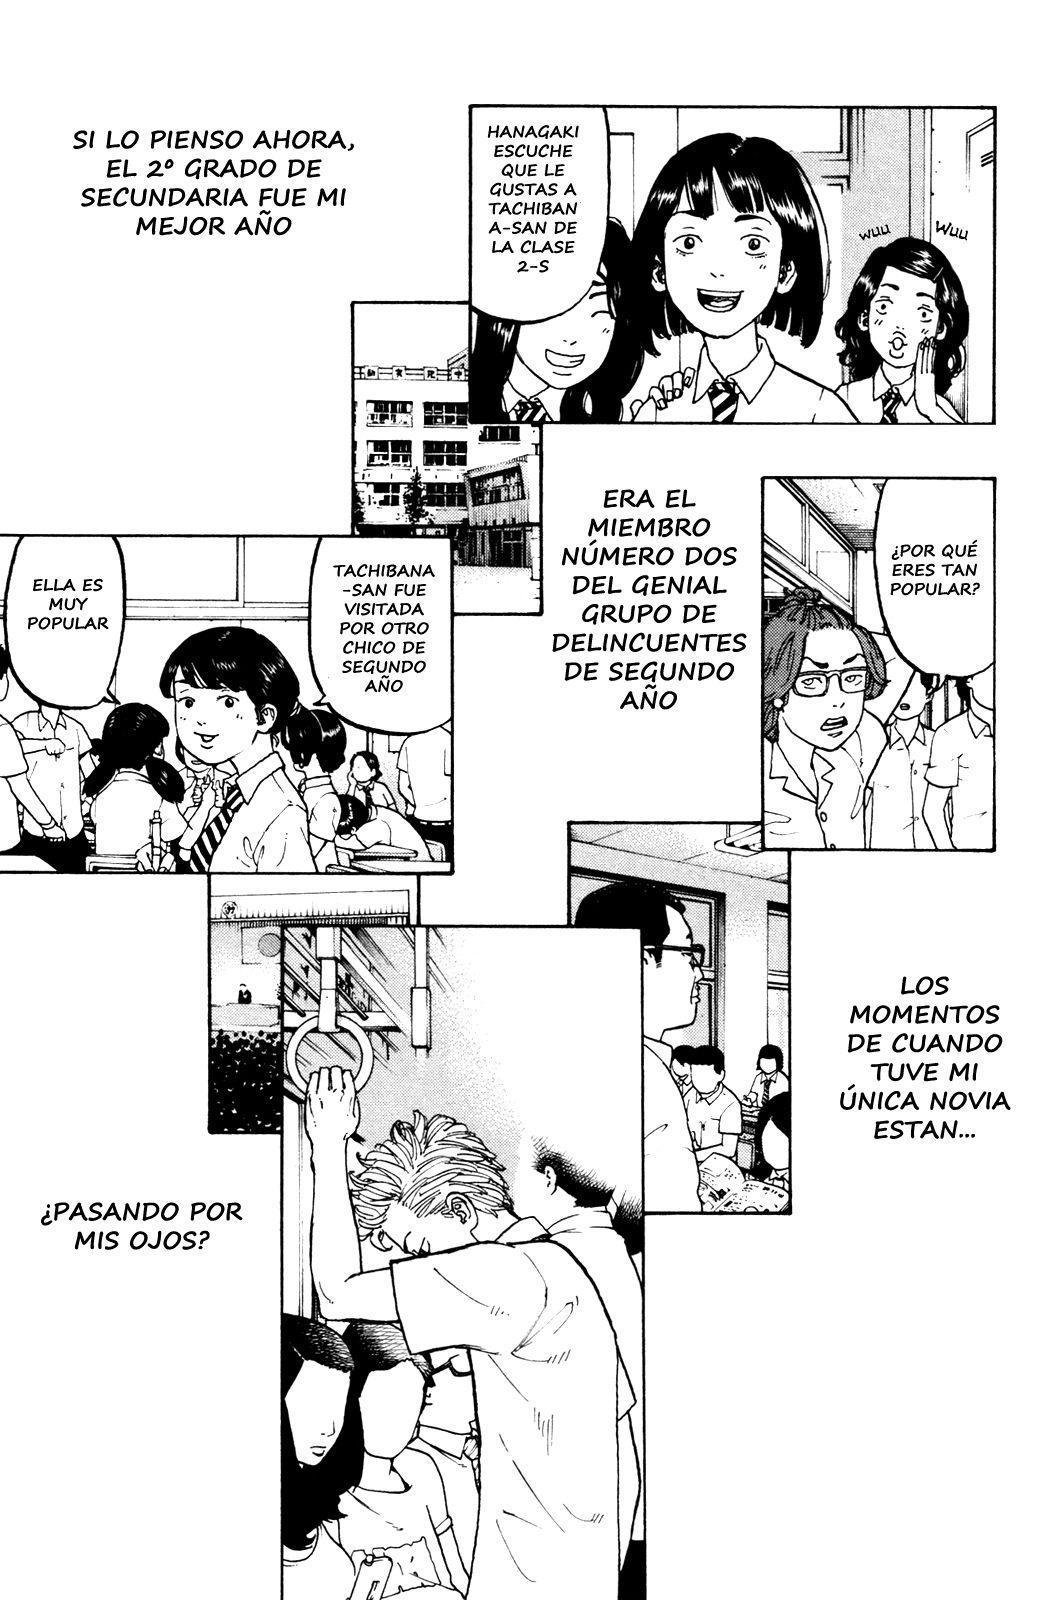 SI LO PIENSO AHORA,
EL 2º GRADO DE
SECUNDARIA FUE MI
MEJOR AÑO
HANAGAKI
ESCUCHE
QUE LE
GUSTAS A
TACHIBAN
A-SAN DE
LA CLASE
2-S
WUU
WUU
ERA EL
MIEMBRO
NÚMERO DOS
DEL GENIAL
GRUPO DE
DELINCUENTES
DE SEGUNDO
AÑO
¿POR QUÉ
ERES TAN
POPULAR?
ELLA ES
MUY
POPULAR
TACHIBANA
-SAN FUE
VISITADA
POR OTRO
CHICO DE
SEGUNDO
AÑO
LOS
MOMENTOS
DE CUANDO
TUVE MI
ÚNICA NOVIA
ESTAN...
¿PASANDO POR
MIS OJOS?